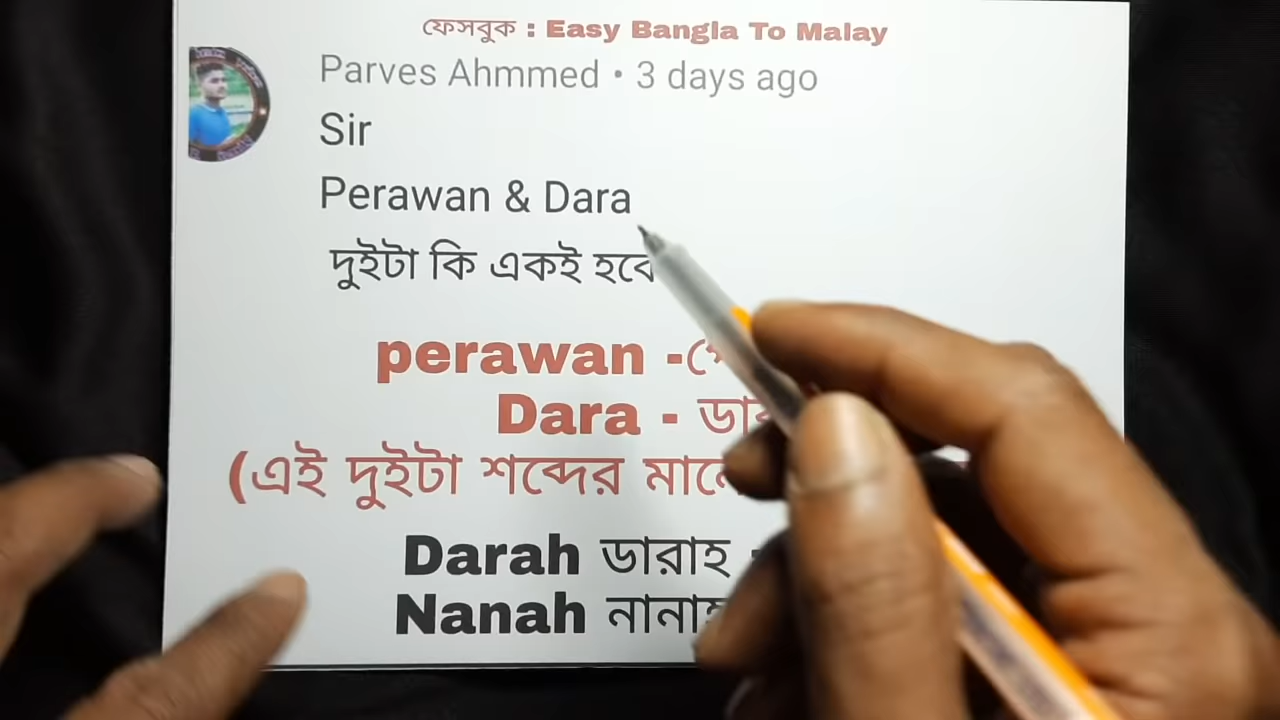 ফেসবুক : Easy Bangla To Malay
Parves Ahmmed • 3 days ago
Sir
Perawan & Dara
দুইটা কি একই হবে
perawan -
Dara -
(এই দুইটা শব্দের মানে
Darah ডারাহ -
Nanah নানাহ